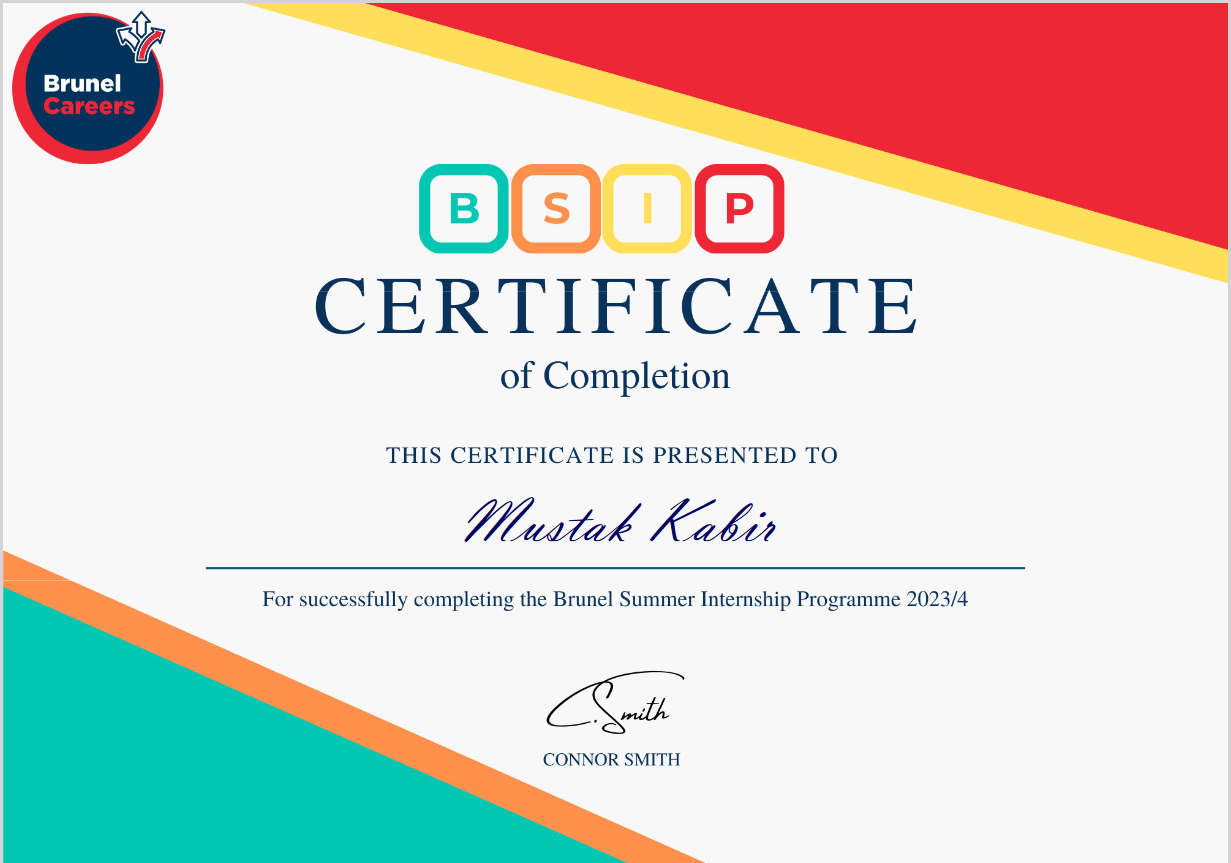 Brunel
Careers
B S I P
CERTIFICATE
of Completion
THIS CERTIFICATE IS PRESENTED TO
Mustak Kabir
For successfully completing the Brunel Summer Internship Programme 2023/4
C.Smith
CONNOR SMITH